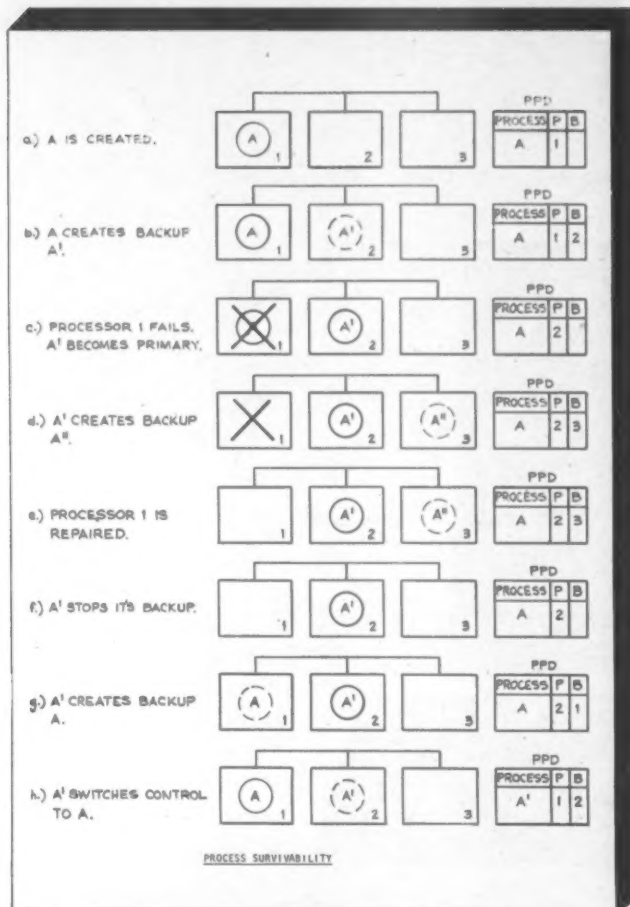 PPD
a.) A IS CREATED.
A 1 2 3
PROCESS P B
A 1
PPD
b.) A CREATES BACKUP
A'.
A 1 A' 2 3
PROCESS P B
A 1 2
PPD
c.) PROCESSOR 1 FAILS.
A' BECOMES PRIMARY.
1 A' 2 3
PROCESS P B
A 2
PPD
d.) A' CREATES BACKUP
A".
1 A' 2 A" 3
PROCESS P B
A 2 3
PPD
e.) PROCESSOR 1 IS
REPAIRED.
1 A' 2 A" 3
PROCESS P B
A 2 3
PPD
f.) A' STOPS IT'S BACKUP.
1 A' 2 3
PROCESS P B
A 2
PPD
g.) A' CREATES BACKUP
A.
A 1 A' 2 3
PROCESS P B
A 2 1
PPD
h.) A' SWITCHES CONTROL
TO A.
A 1 A' 2 3
PROCESS P B
A' 1 2
PROCESS SURVIVABILITY